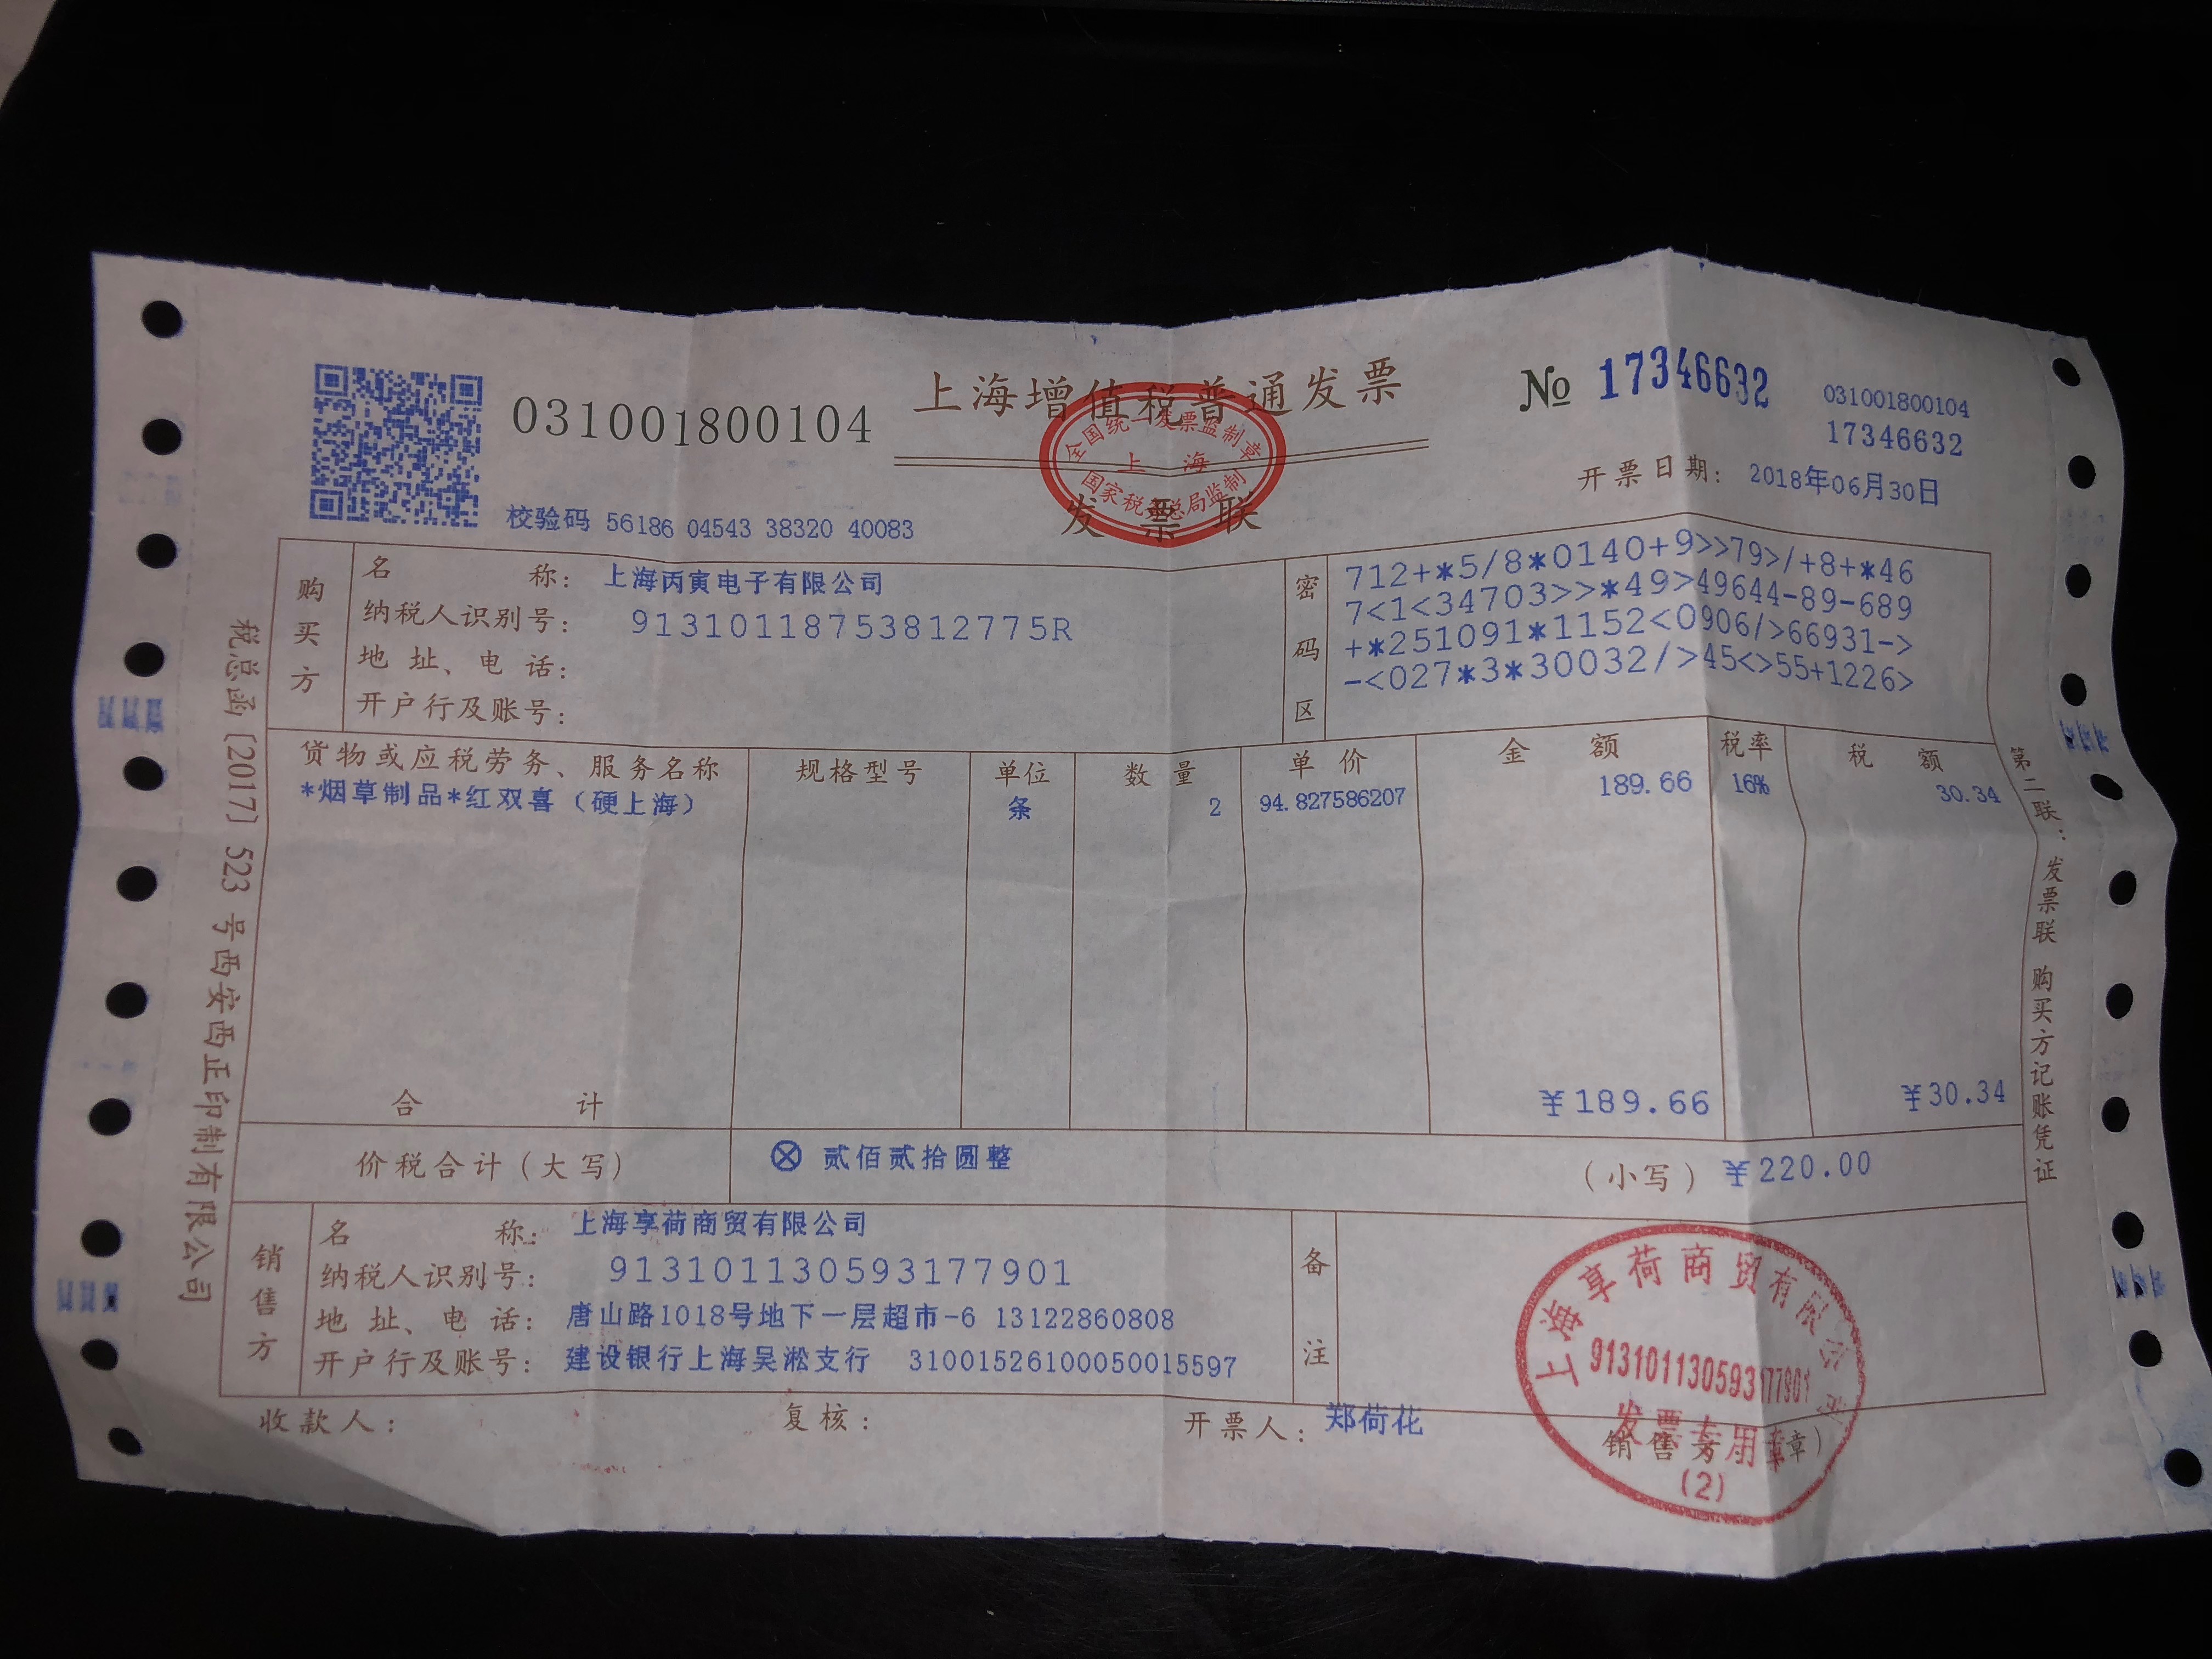 上海增值税普通发票
031001800104
No 17346632
031001800104
17346632
全国统一发票监制章
上海
国家税务总局监制
发票联
开票日期: 2018年06月30日
校验码 56186 04543 38320 40083
购买方
名称: 上海丙寅电子有限公司
纳税人识别号: 91310118753812775R
地址、电话:
开户行及账号:
密码区
712+*5/8*0140+9>>79>/+8+*46
7<1<34703>>*49>49644-89-689
+*251091*1152<0906/>66931->
-<027*3*30032/>45<>55+1226>
货物或应税劳务、服务名称 规格型号 单位 数量 单价 金额 税率 税额
*烟草制品*红双喜（硬上海） 条 2 94.827586207 189.66 16% 30.34
合计 ¥189.66 ¥30.34
价税合计（大写） ⊗ 贰佰贰拾圆整 （小写） ¥220.00
销售方
名称: 上海享荷商贸有限公司
纳税人识别号: 913101130593177901
地址、电话: 唐山路1018号地下一层超市-6 13122860808
开户行及账号: 建设银行上海吴淞支行 31001526100050015597
备注
收款人: 复核: 开票人: 郑荷花 销售方:（章）
上海享荷商贸有限公司
913101130593177901
发票专用章
(2)
税总函[2017] 523 号西安西正印制有限公司
第二联: 发票联 购买方记账凭证